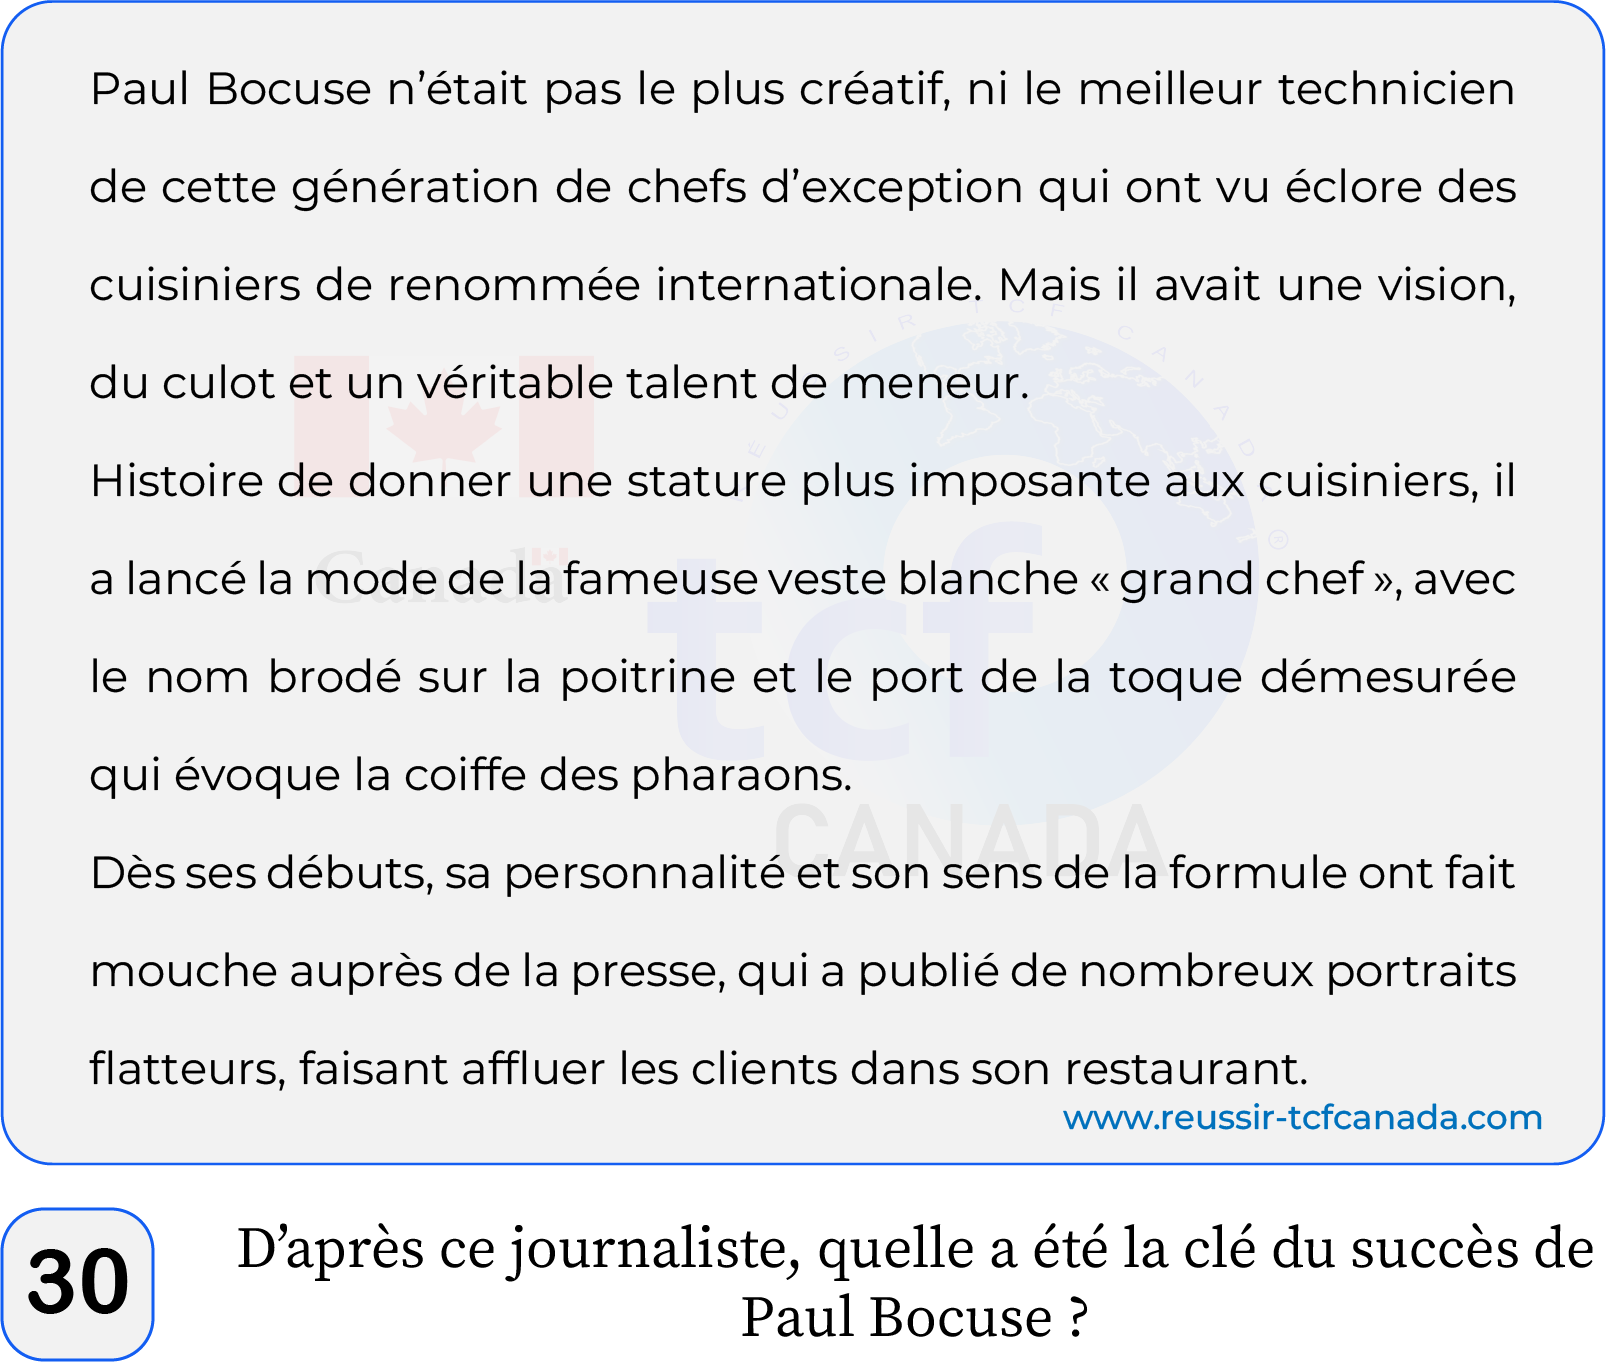 Paul Bocuse n’était pas le plus créatif, ni le meilleur technicien
de cette génération de chefs d’exception qui ont vu éclore des
cuisiniers de renommée internationale. Mais il avait une vision,
du culot et un véritable talent de meneur.
Histoire de donner une stature plus imposante aux cuisiniers, il
a lancé la mode de la fameuse veste blanche « grand chef », avec
le nom brodé sur la poitrine et le port de la toque démesurée
qui évoque la coiffe des pharaons.
Dès ses débuts, sa personnalité et son sens de la formule ont fait
mouche auprès de la presse, qui a publié de nombreux portraits
flatteurs, faisant affluer les clients dans son restaurant.
www.reussir-tcfcanada.com
RÉUSSIR TCF CANADA ®
Canada
tcf
CANADA
30
D’après ce journaliste, quelle a été la clé du succès de
Paul Bocuse ?